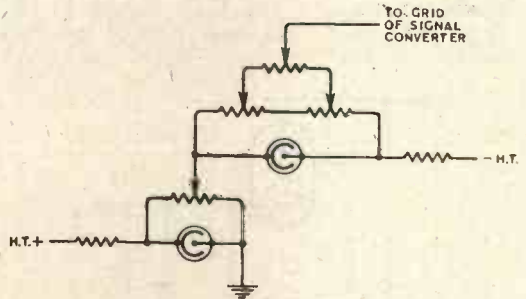 TO GRID
OF SIGNAL
CONVERTER
- H.T.
H.T.+